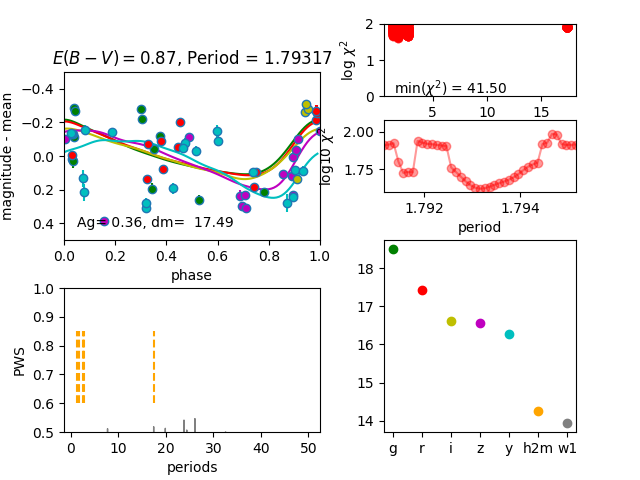 E(B − V) = 0.87, Period = 1.79317
−0.4
−0.2
0.0
0.2
0.4
magnitude - mean
Ag= 0.36, dm=  17.49
0.0 0.2 0.4 0.6 0.8 1.0
phase
2
1
0
log χ²
min(χ²) = 41.50
5 10 15
2.00
1.75
log10 χ²
1.792 1.794
period
1.0
0.9
0.8
0.7
0.6
0.5
PWS
0 10 20 30 40 50
periods
18
17
16
15
14
g r i z y h2m w1